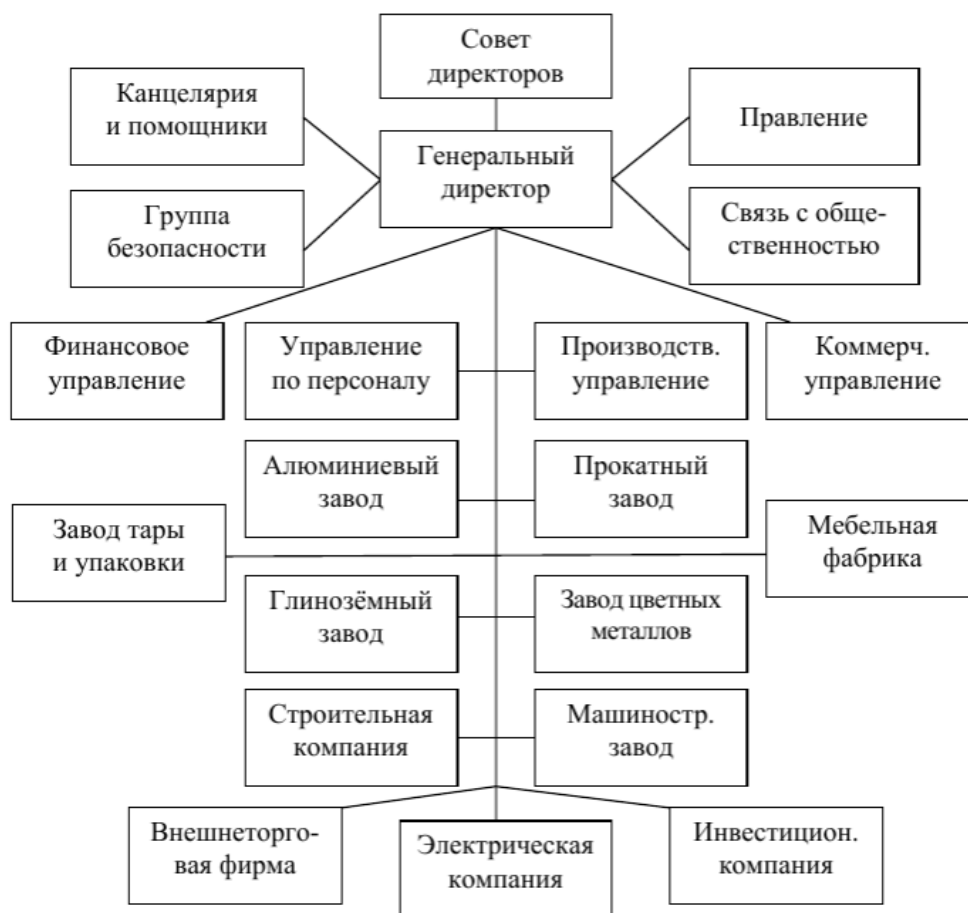 Совет
директоров
Канцелярия
и помощники
Правление
Генеральный
директор
Группа
безопасности
Связь с обще-
ственностью
Финансовое
управление
Управление
по персоналу
Производств.
управление
Коммерч.
управление
Алюминиевый
завод
Прокатный
завод
Завод тары
и упаковки
Мебельная
фабрика
Глинозёмный
завод
Завод цветных
металлов
Строительная
компания
Машиностр.
завод
Внешнеторго-
вая фирма
Электрическая
компания
Инвестицион.
компания